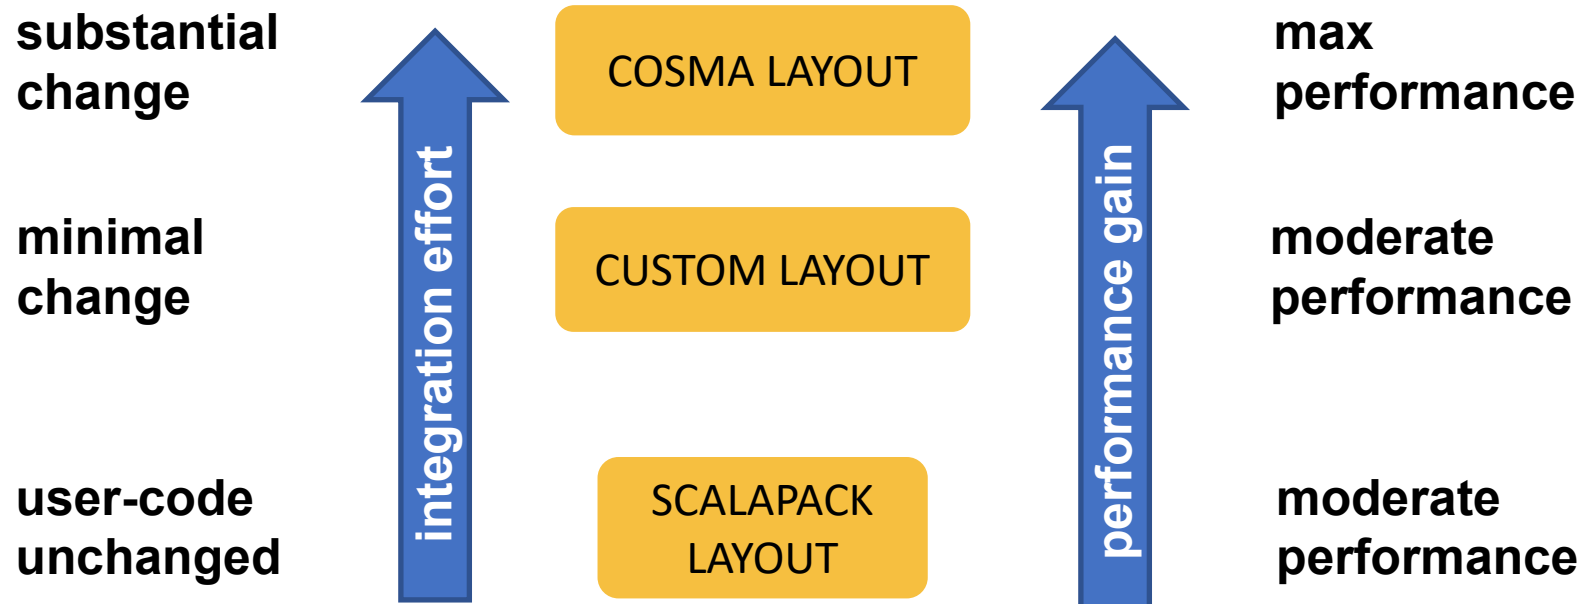 substantial
change
integration effort
COSMA LAYOUT
performance gain
max
performance
minimal
change
CUSTOM LAYOUT
moderate
performance
user-code
unchanged
SCALAPACK
LAYOUT
moderate
performance